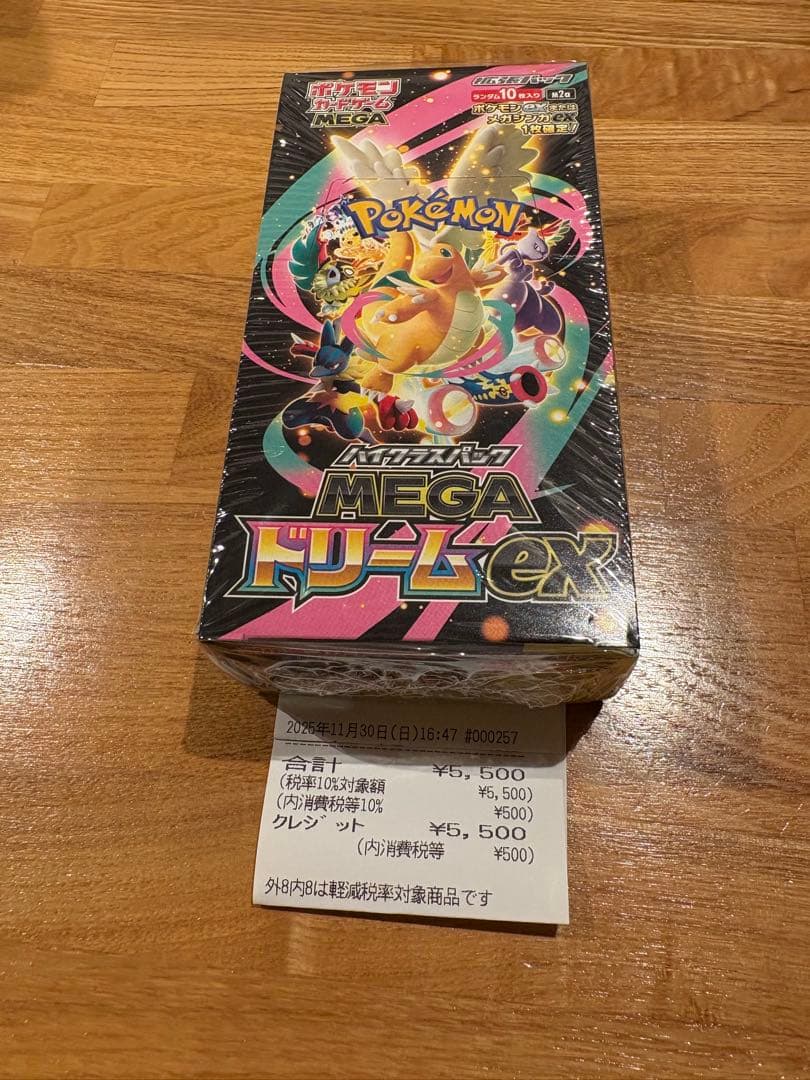 ポケモン
カードゲーム
MEGA
拡張パック
ランダム10枚入り 第2版
ポケモンexまたは
メガシンカex
1枚確定!
POKéMON
ハイクラスパック
MEGA
ドリームex
2025年11月30日(日)16:47 #000257
合計 ¥5,500
(税率10%対象額 ¥5,500)
(内消費税等10% ¥500)
クレジット ¥5,500
(内消費税等 ¥500)
外8内8は軽減税率対象商品です